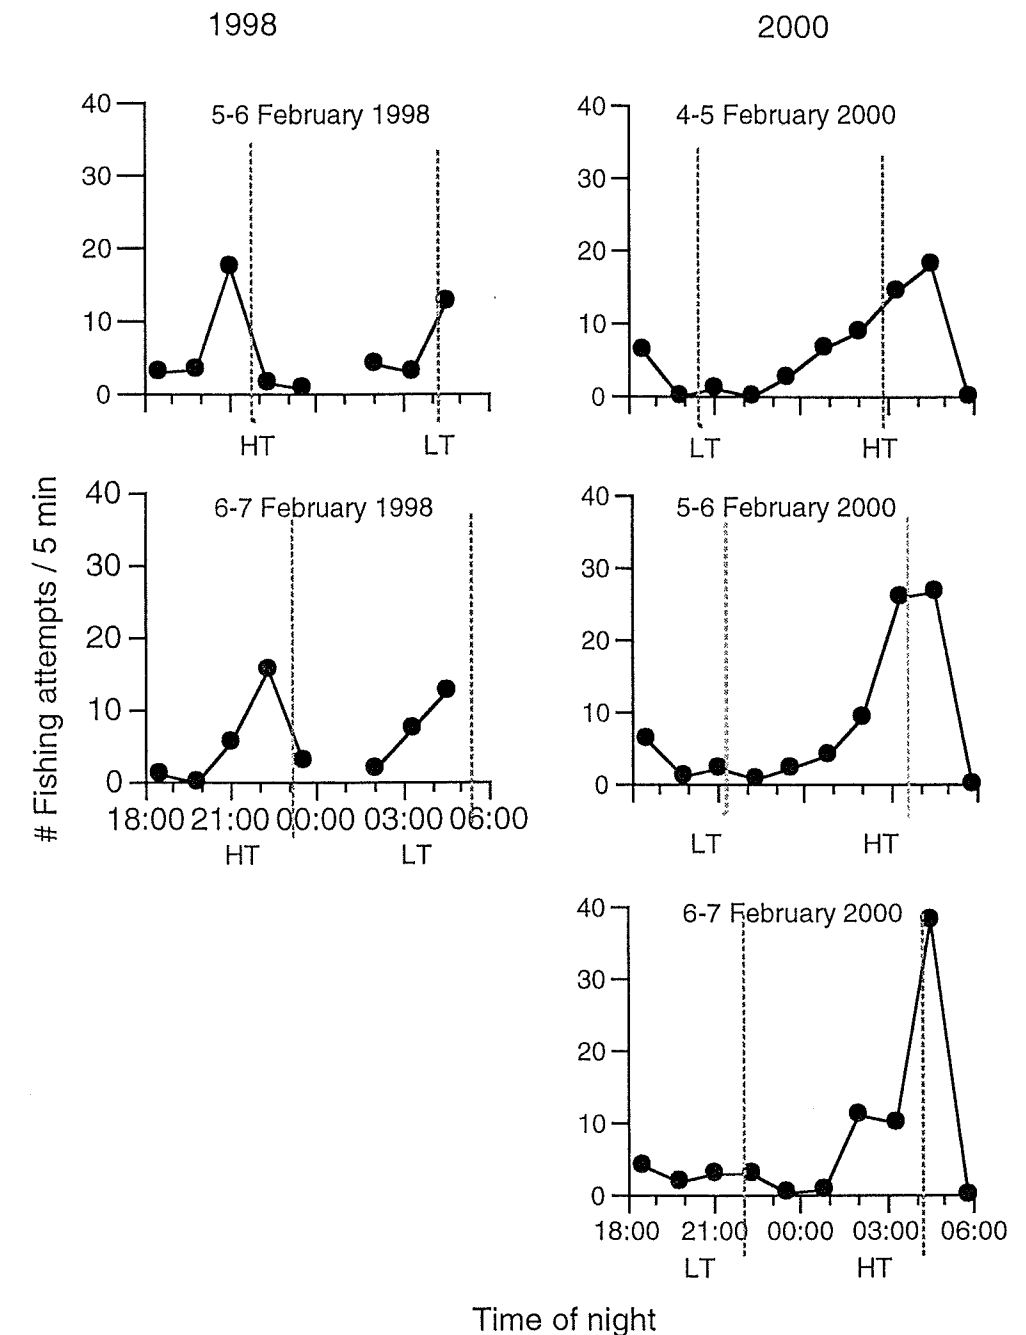 1998
2000
5-6 February 1998
40
30
20
10
0
HT
LT
4-5 February 2000
40
30
20
10
0
LT
HT
# Fishing attempts / 5 min
6-7 February 1998
40
30
20
10
0
18:00 21:00 00:00 03:00 06:00
HT
LT
5-6 February 2000
40
30
20
10
0
LT
HT
6-7 February 2000
40
30
20
10
0
18:00 21:00 00:00 03:00 06:00
LT
HT
Time of night